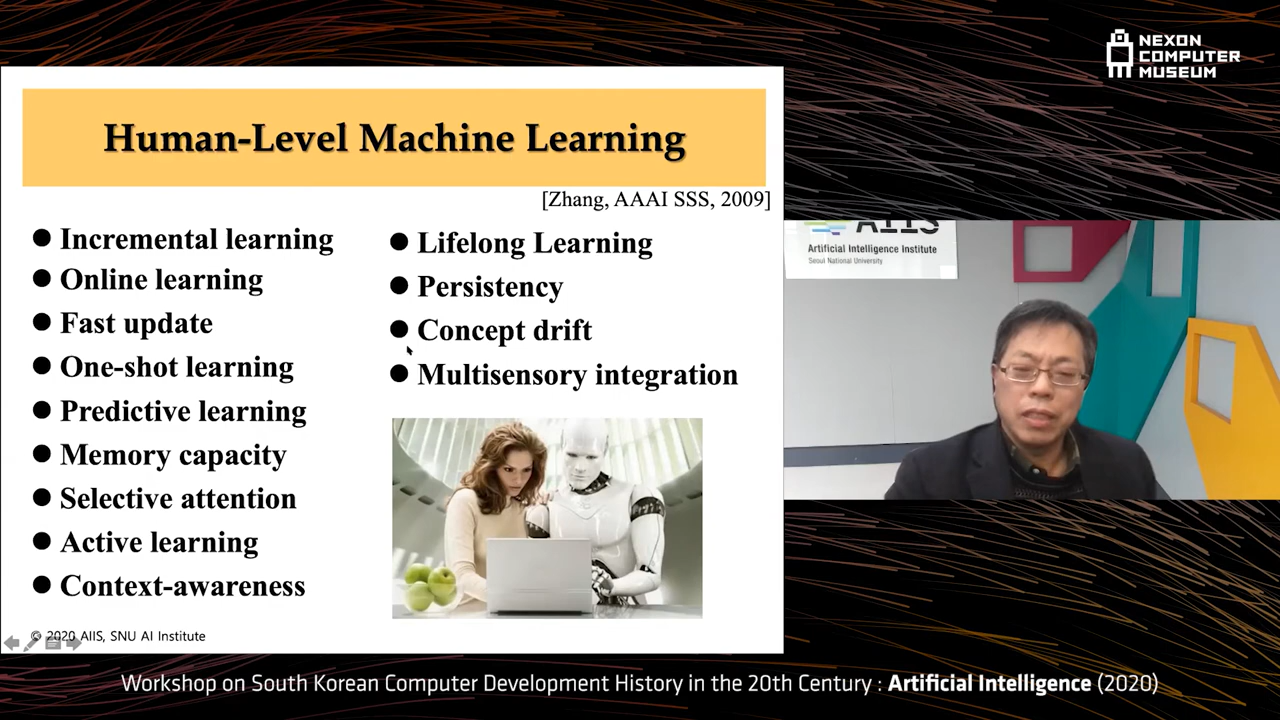 NEXON
COMPUTER
MUSEUM
Human-Level Machine Learning
[Zhang, AAAI SSS, 2009]
● Incremental learning
● Online learning
● Fast update
● One-shot learning
● Predictive learning
● Memory capacity
● Selective attention
● Active learning
● Context-awareness
● Lifelong Learning
● Persistency
● Concept drift
● Multisensory integration
© 2020 AIIS, SNU AI Institute
AIIS
Artificial Intelligence Institute
Seoul National University
Workshop on South Korean Computer Development History in the 20th Century : Artificial Intelligence (2020)